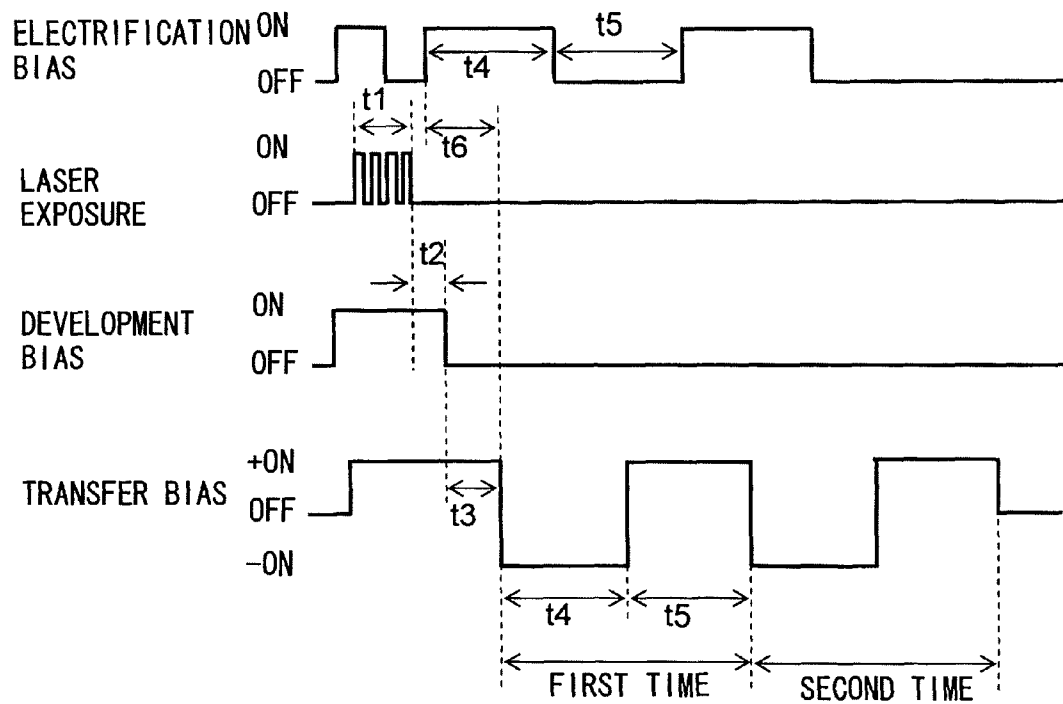 ELECTRIFICATION
BIAS
ON
OFF
t4
t5
t1
t6
LASER
EXPOSURE
ON
OFF
t2
DEVELOPMENT
BIAS
ON
OFF
TRANSFER BIAS
+ON
OFF
-ON
t3
t4
t5
FIRST TIME
SECOND TIME